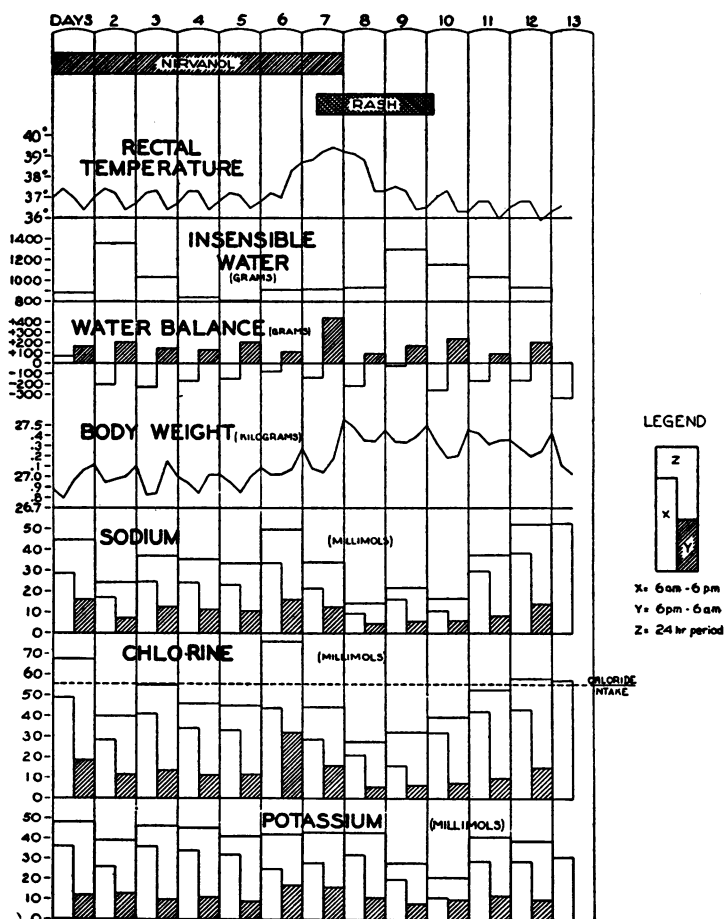 DAYS 2 3 4 5 6 7 8 9 10 11 12 13
NIRVANOL
RASH
40°
39°
38°
37°
36°
RECTAL
TEMPERATURE
1400
1200
1000
800
INSENSIBLE
WATER
(GRAMS)
+400
+300
+200
+100
0
-100
-200
-300
WATER BALANCE (GRAMS)
27.5
.4
.3
.2
.1
27.0
.9
.8
26.7
BODY WEIGHT (KILOGRAMS)
50
40
30
20
10
0
SODIUM (MILLIMOLS)
70
60
50
40
30
20
10
0
CHLORINE (MILLIMOLS)
CHLORIDE
INTAKE
50
40
30
20
10
0
POTASSIUM (MILLIMOLS)
LEGEND
Z
X
Y
X= 6am-6pm
Y= 6pm-6am
Z= 24 hr period